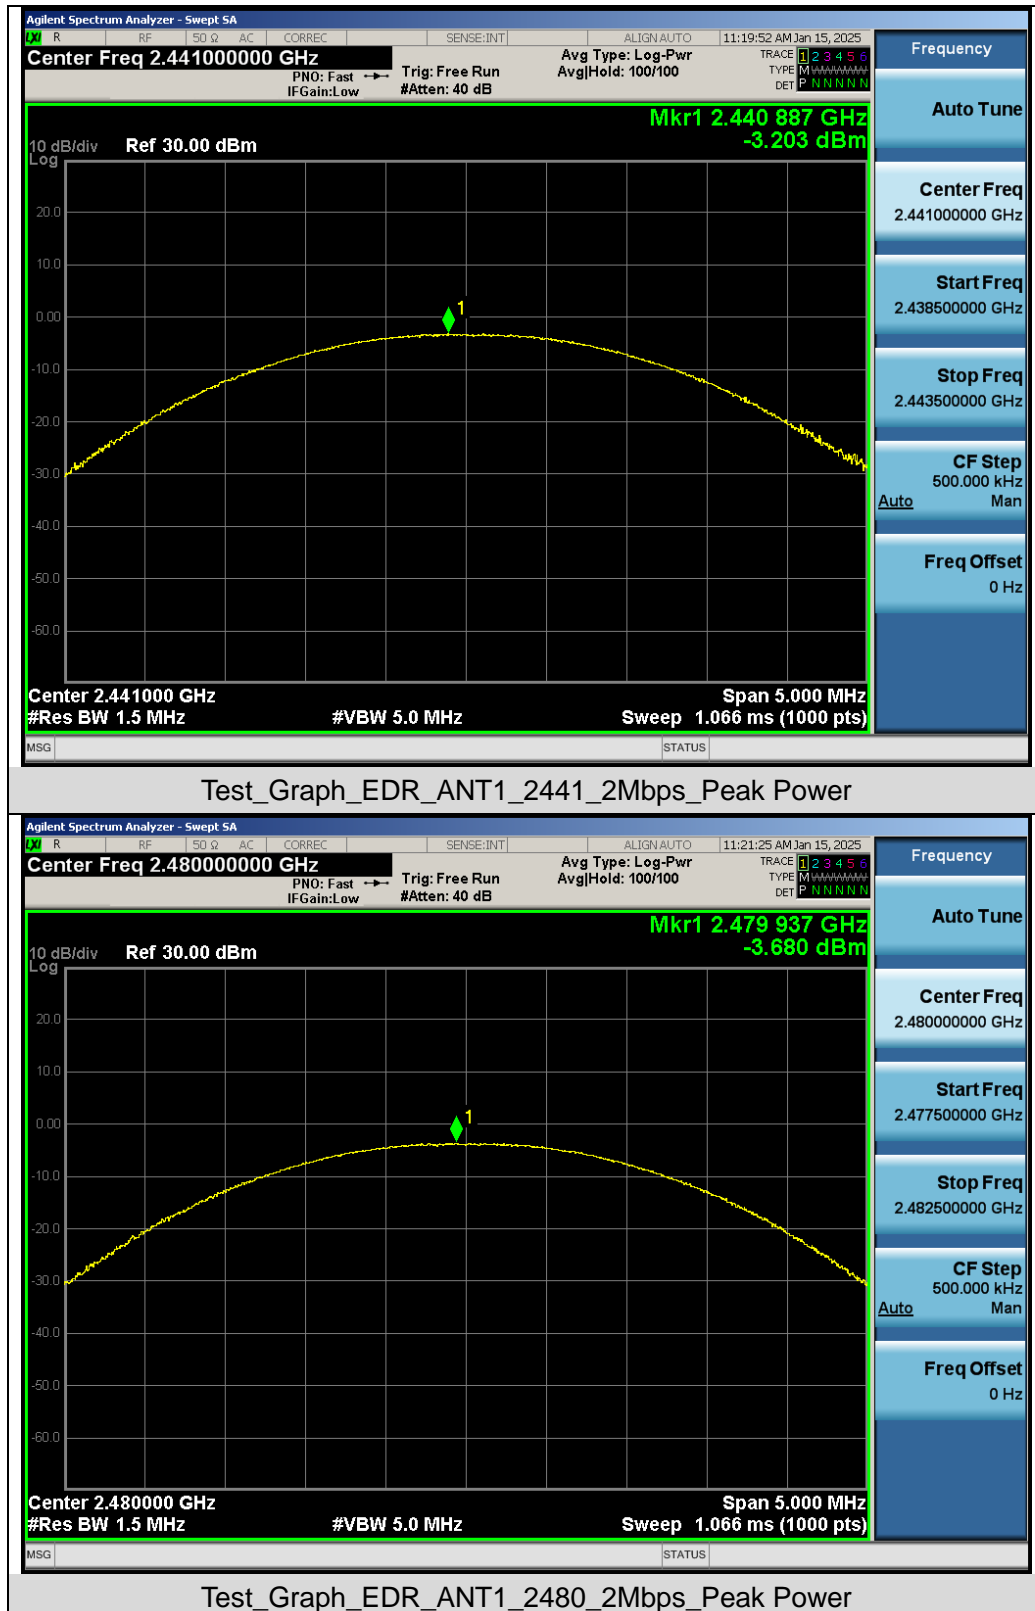 Agilent Spectrum Analyzer - Swept SA
LXI R RF 50 Ω AC CORREC SENSE:INT ALIGN AUTO 11:19:52 AM Jan 15, 2025
Center Freq 2.441000000 GHz
PNO: Fast
IFGain:Low
Trig: Free Run
#Atten: 40 dB
Avg Type: Log-Pwr
Avg|Hold: 100/100
TRACE 1 2 3 4 5 6
TYPE M WWWWW
DET P N N N N N
Mkr1 2.440 887 GHz
-3.203 dBm
10 dB/div Ref 30.00 dBm
Log
20.0
10.0
0.00
-10.0
-20.0
-30.0
-40.0
-50.0
-60.0
1
Center 2.441000 GHz Span 5.000 MHz
#Res BW 1.5 MHz #VBW 5.0 MHz Sweep 1.066 ms (1000 pts)
MSG STATUS
Frequency
Auto Tune
Center Freq
2.441000000 GHz
Start Freq
2.438500000 GHz
Stop Freq
2.443500000 GHz
CF Step
500.000 kHz
Auto Man
Freq Offset
0 Hz
Test_Graph_EDR_ANT1_2441_2Mbps_Peak Power
Agilent Spectrum Analyzer - Swept SA
LXI R RF 50 Ω AC CORREC SENSE:INT ALIGN AUTO 11:21:25 AM Jan 15, 2025
Center Freq 2.480000000 GHz
PNO: Fast
IFGain:Low
Trig: Free Run
#Atten: 40 dB
Avg Type: Log-Pwr
Avg|Hold: 100/100
TRACE 1 2 3 4 5 6
TYPE M WWWWW
DET P N N N N N
Mkr1 2.479 937 GHz
-3.680 dBm
10 dB/div Ref 30.00 dBm
Log
20.0
10.0
0.00
-10.0
-20.0
-30.0
-40.0
-50.0
-60.0
1
Center 2.480000 GHz Span 5.000 MHz
#Res BW 1.5 MHz #VBW 5.0 MHz Sweep 1.066 ms (1000 pts)
MSG STATUS
Frequency
Auto Tune
Center Freq
2.480000000 GHz
Start Freq
2.477500000 GHz
Stop Freq
2.482500000 GHz
CF Step
500.000 kHz
Auto Man
Freq Offset
0 Hz
Test_Graph_EDR_ANT1_2480_2Mbps_Peak Power